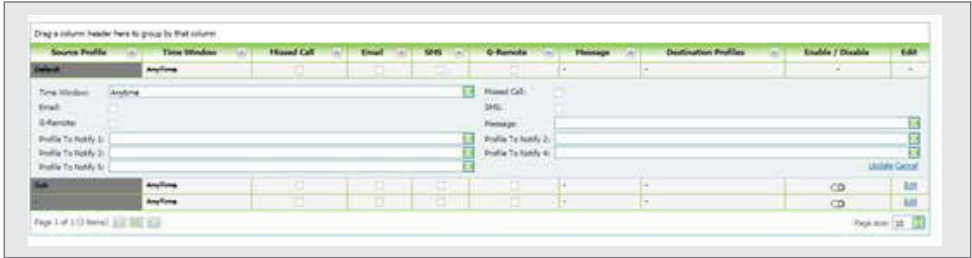 Drag a column header here to group by that column
Source Profile Time Window Missed Call Email SMS G-Remote Message Destination Profiles Enable / Disable Edit
Default AnyTime - - - -
Time Window: Anytime Missed Call:
Email: SMS:
G-Remote: Message:
Profile To Notify 1: Profile To Notify 2:
Profile To Notify 3: Profile To Notify 4:
Profile To Notify 5: Update Cancel
AnyTime - - Edit
- AnyTime - - Edit
Page 1 of 1 (3 items) Page size: 10